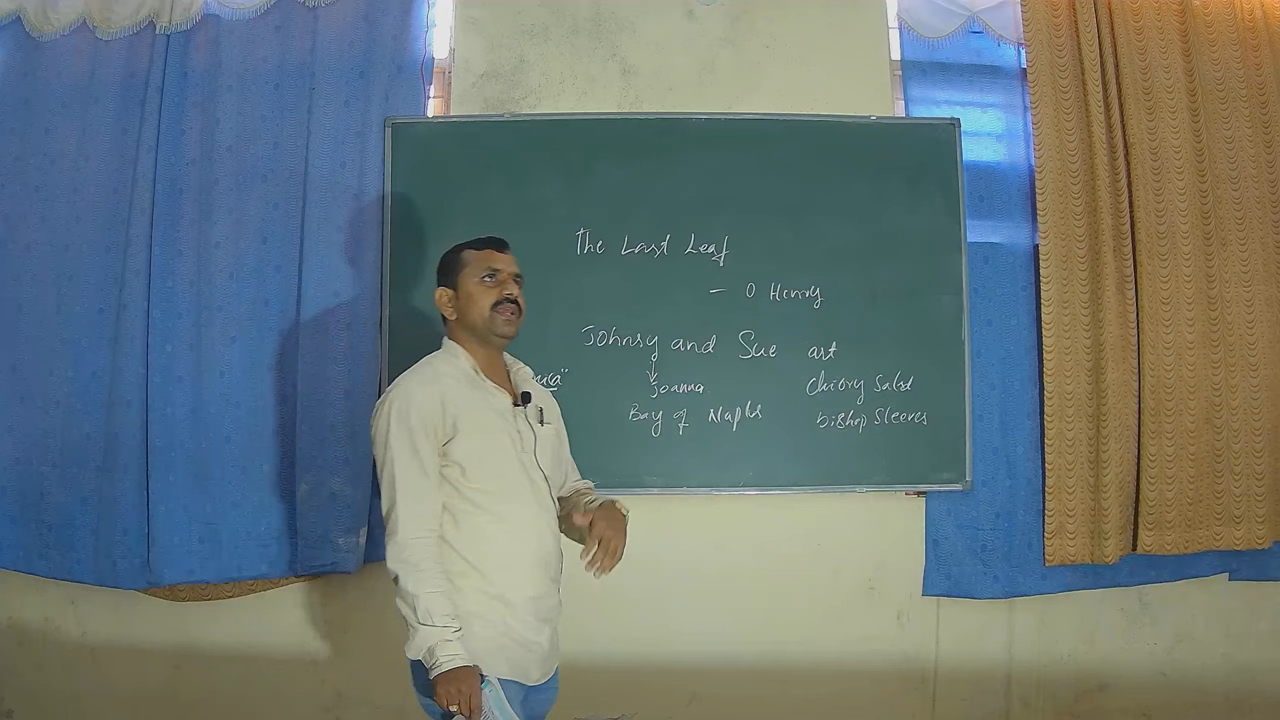 The Last Leaf
- O Henry
Johnsy and Sue art
Joanna
chicory salad
Bay of Naples
bishop sleeves